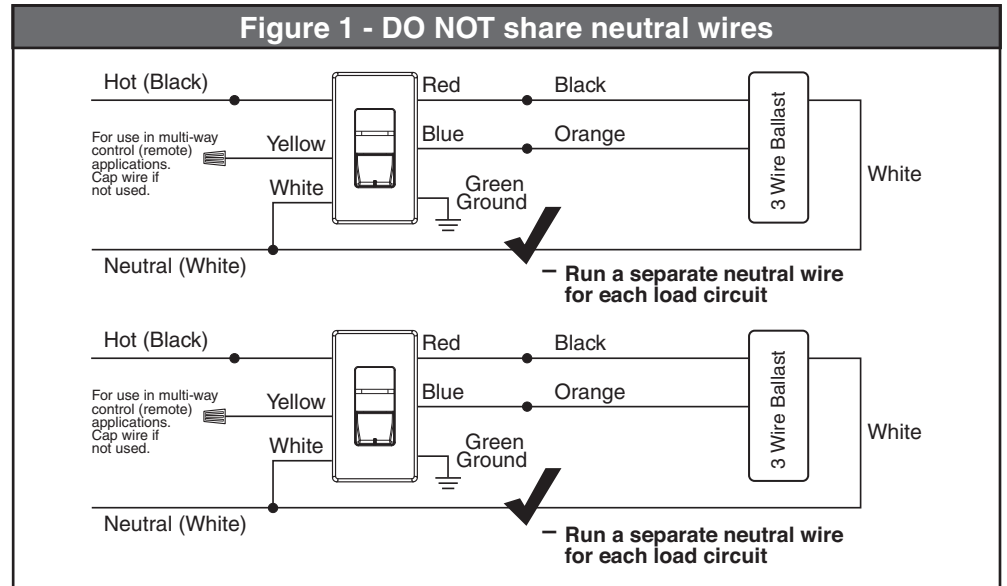 Figure 1 - DO NOT share neutral wires
Hot (Black)
Red
Black
For use in multi-way
control (remote)
applications.
Cap wire if
not used.
Yellow
Blue
Orange
3 Wire Ballast
White
White
Green
Ground
Neutral (White)
– Run a separate neutral wire
for each load circuit
Hot (Black)
Red
Black
For use in multi-way
control (remote)
applications.
Cap wire if
not used.
Yellow
Blue
Orange
3 Wire Ballast
White
White
Green
Ground
Neutral (White)
– Run a separate neutral wire
for each load circuit